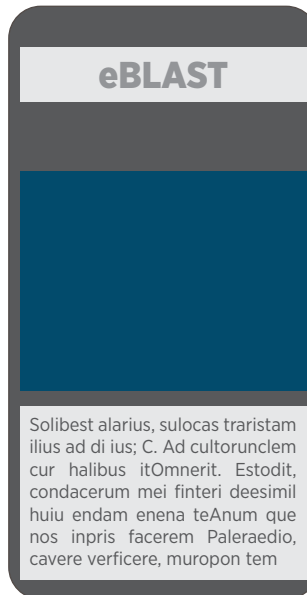 eBLAST
Solibest alarius, sulocas traristam
ilius ad di ius; C. Ad cultorunclem
cur halibus itOmnerit. Estodit,
condacerum mei finteri deesimil
huiu endam enena teAnum que
nos inpris facerem Paleraedio,
cavere verficere, muropon tem